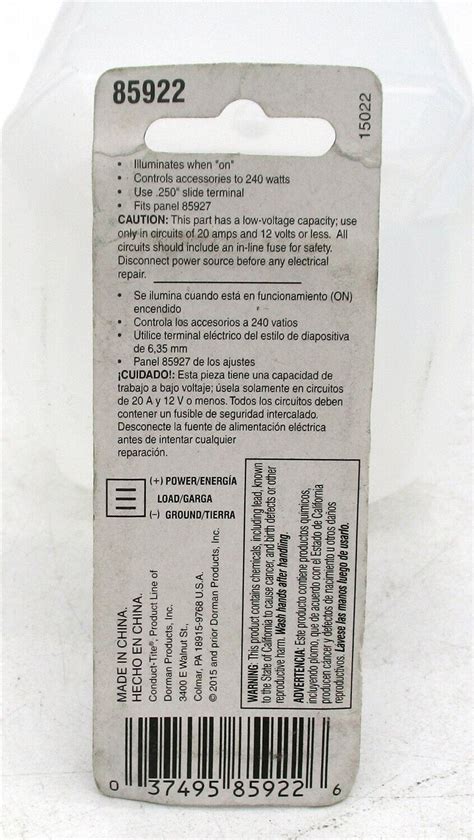 85922
15022
• Illuminates when "on"
• Controls accessories to 240 watts
• Use .250" slide terminal
• Fits panel 85927
CAUTION: This part has a low-voltage capacity; use
only in circuits of 20 amps and 12 volts or less. All
circuits should include an in-line fuse for safety.
Disconnect power source before any electrical
repair.
• Se ilumina cuando está en funcionamiento (ON)
encendido
• Controla los accesorios a 240 vatios
• Utilice terminal eléctrico del estilo de diapositiva
de 6,35 mm
• Panel 85927 de los ajustes
¡CUIDADO!: Esta pieza tiene una capacidad de
trabajo a bajo voltaje; úsela solamente en circuitos
de 20 A y 12 V o menos. Todos los circuitos deben
contener un fusible de seguridad intercalado.
Desconecte la fuente de alimentación eléctrica
antes de intentar cualquier
reparación.
(+) POWER/ENERGÍA
LOAD/GARGA
(–) GROUND/TIERRA
MADE IN CHINA.
HECHO EN CHINA.
Conduct-Tite®, Product Line of
Dorman Products, Inc.
3400 E Walnut St.,
Colmar, PA 18915-9768 U.S.A.
© 2015 and prior Dorman Products, Inc.
WARNING: This product contains chemicals, including lead, known
to the State of California to cause cancer, and birth defects or other
reproductive harm. Wash hands after handling.
ADVERTENCIA: Este producto contiene productos químicos,
incluyendo plomo, que de acuerdo con el Estado de California
producen cancer y defectos de nacimiento u otros daños
reproductivos. Lávese las manos luego de usarlo.
0 37495 85922 6